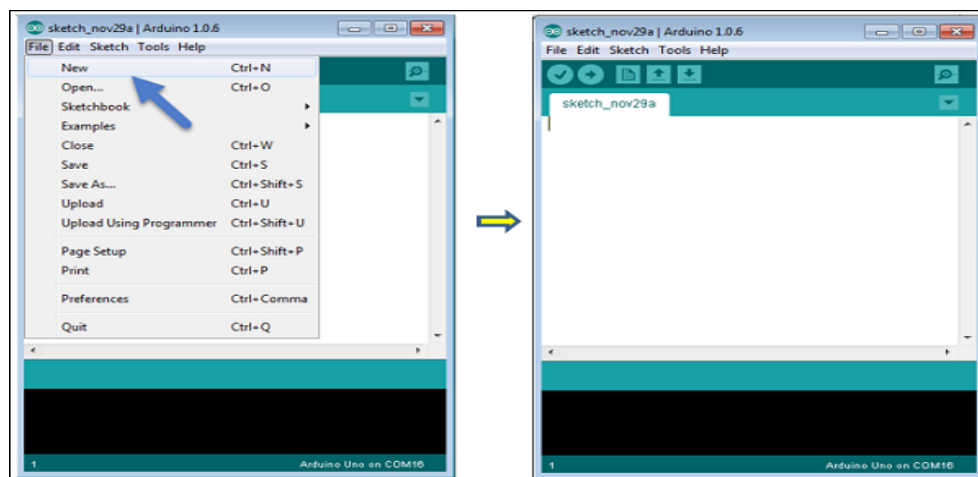 sketch_nov29a | Arduino 1.0.6
File Edit Sketch Tools Help
New Ctrl+N
Open... Ctrl+O
Sketchbook
Examples
Close Ctrl+W
Save Ctrl+S
Save As... Ctrl+Shift+S
Upload Ctrl+U
Upload Using Programmer Ctrl+Shift+U
Page Setup Ctrl+Shift+P
Print Ctrl+P
Preferences Ctrl+Comma
Quit Ctrl+Q
1 Arduino Uno on COM16
sketch_nov29a | Arduino 1.0.6
File Edit Sketch Tools Help
sketch_nov29a
1 Arduino Uno on COM16